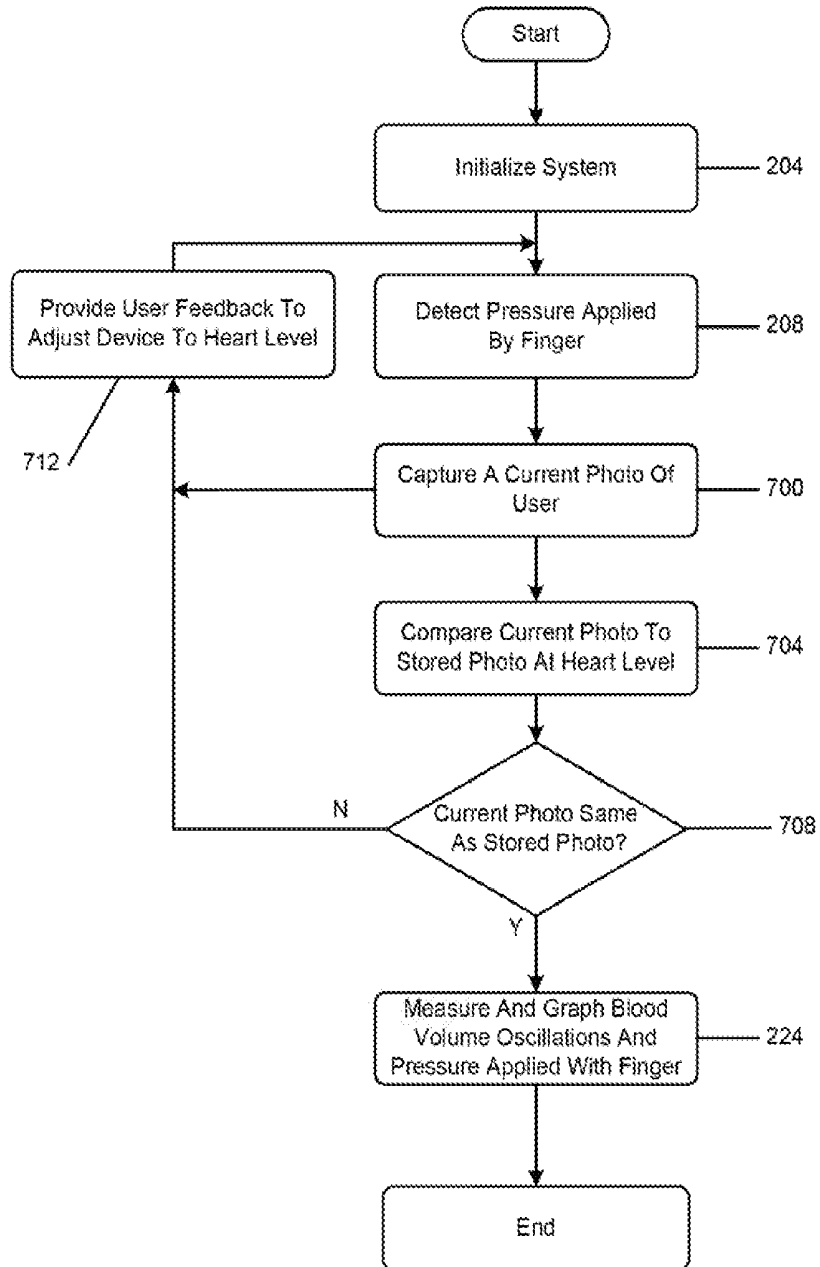 Start
Initialize System
204
Provide User Feedback To
Adjust Device To Heart Level
712
Detect Pressure Applied
By Finger
208
Capture A Current Photo Of
User
700
Compare Current Photo To
Stored Photo At Heart Level
704
N
Current Photo Same
As Stored Photo?
708
Y
Measure And Graph Blood
Volume Oscillations And
Pressure Applied With Finger
224
End